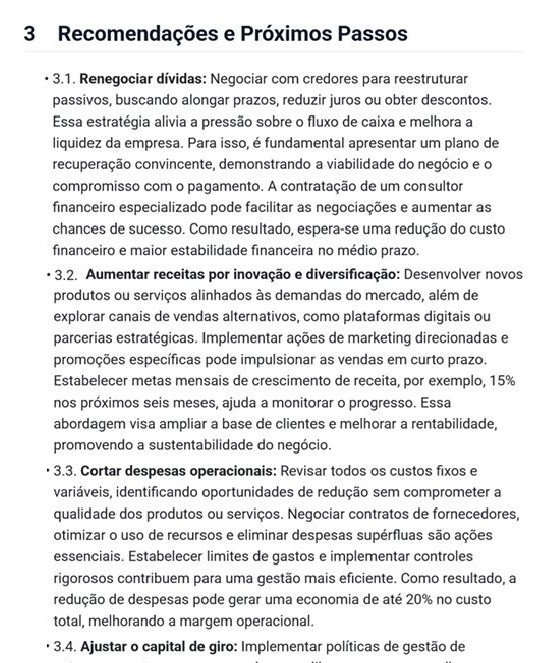 3 Recomendações e Próximos Passos
• 3.1. Renegociar dívidas: Negociar com credores para reestruturar
passivos, buscando alongar prazos, reduzir juros ou obter descontos.
Essa estratégia alivia a pressão sobre o fluxo de caixa e melhora a
liquidez da empresa. Para isso, é fundamental apresentar um plano de
recuperação convincente, demonstrando a viabilidade do negócio e o
compromisso com o pagamento. A contratação de um consultor
financeiro especializado pode facilitar as negociações e aumentar as
chances de sucesso. Como resultado, espera-se uma redução do custo
financeiro e maior estabilidade financeira no médio prazo.
• 3.2. Aumentar receitas por inovação e diversificação: Desenvolver novos
produtos ou serviços alinhados às demandas do mercado, além de
explorar canais de vendas alternativos, como plataformas digitais ou
parcerias estratégicas. Implementar ações de marketing direcionadas e
promoções específicas pode impulsionar as vendas em curto prazo.
Estabelecer metas mensais de crescimento de receita, por exemplo, 15%
nos próximos seis meses, ajuda a monitorar o progresso. Essa
abordagem visa ampliar a base de clientes e melhorar a rentabilidade,
promovendo a sustentabilidade do negócio.
• 3.3. Cortar despesas operacionais: Revisar todos os custos fixos e
variáveis, identificando oportunidades de redução sem comprometer a
qualidade dos produtos ou serviços. Negociar contratos de fornecedores,
otimizar o uso de recursos e eliminar despesas supérfluas são ações
essenciais. Estabelecer limites de gastos e implementar controles
rigorosos contribuem para uma gestão mais eficiente. Como resultado, a
redução de despesas pode gerar uma economia de até 20% no custo
total, melhorando a margem operacional.
• 3.4. Ajustar o capital de giro: Implementar políticas de gestão de